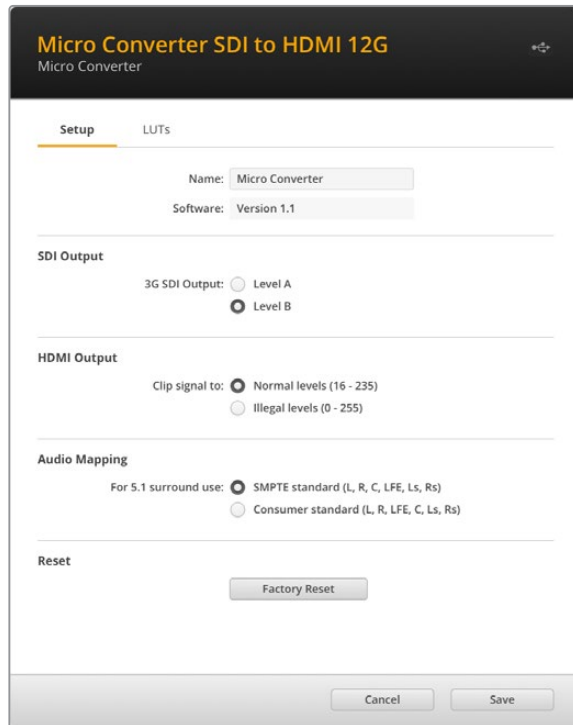 Micro Converter SDI to HDMI 12G
Micro Converter
Setup LUTs
Name: Micro Converter
Software: Version 1.1
SDI Output
3G SDI Output: Level A
Level B
HDMI Output
Clip signal to: Normal levels (16 - 235)
Illegal levels (0 - 255)
Audio Mapping
For 5.1 surround use: SMPTE standard (L, R, C, LFE, Ls, Rs)
Consumer standard (L, R, LFE, C, Ls, Rs)
Reset
Factory Reset
Cancel Save